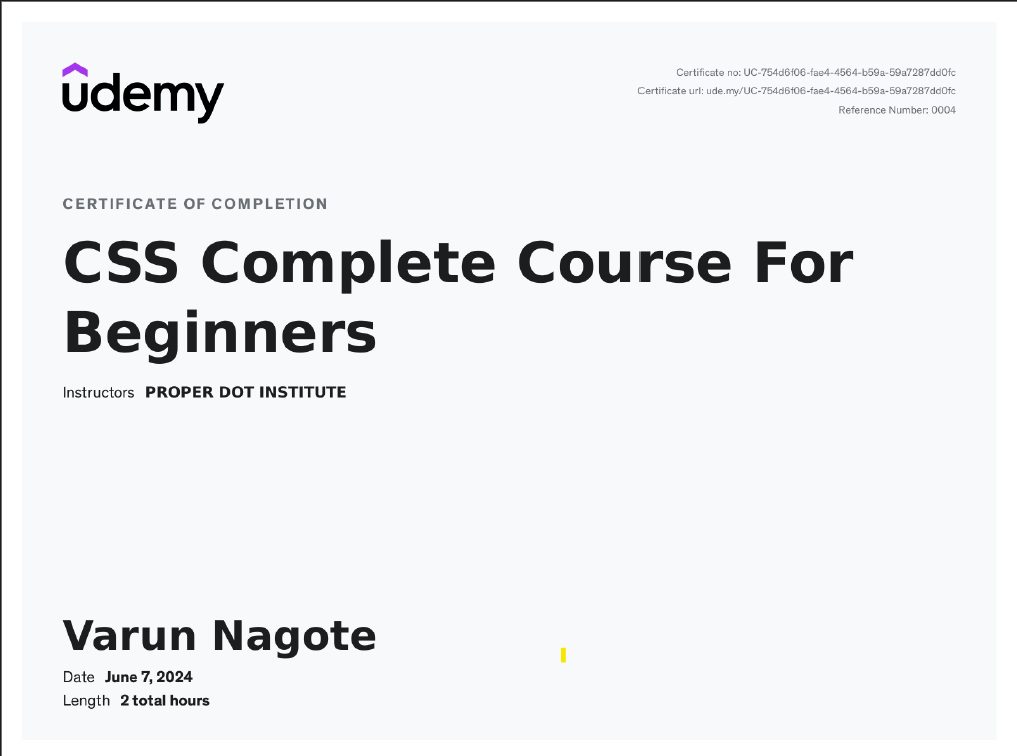 udemy
Certificate no: UC-754d6f06-fae4-4564-b59a-59a7287dd0fc
Certificate url: ude.my/UC-754d6f06-fae4-4564-b59a-59a7287dd0fc
Reference Number: 0004
CERTIFICATE OF COMPLETION
CSS Complete Course For
Beginners
Instructors PROPER DOT INSTITUTE
Varun Nagote
Date June 7, 2024
Length 2 total hours